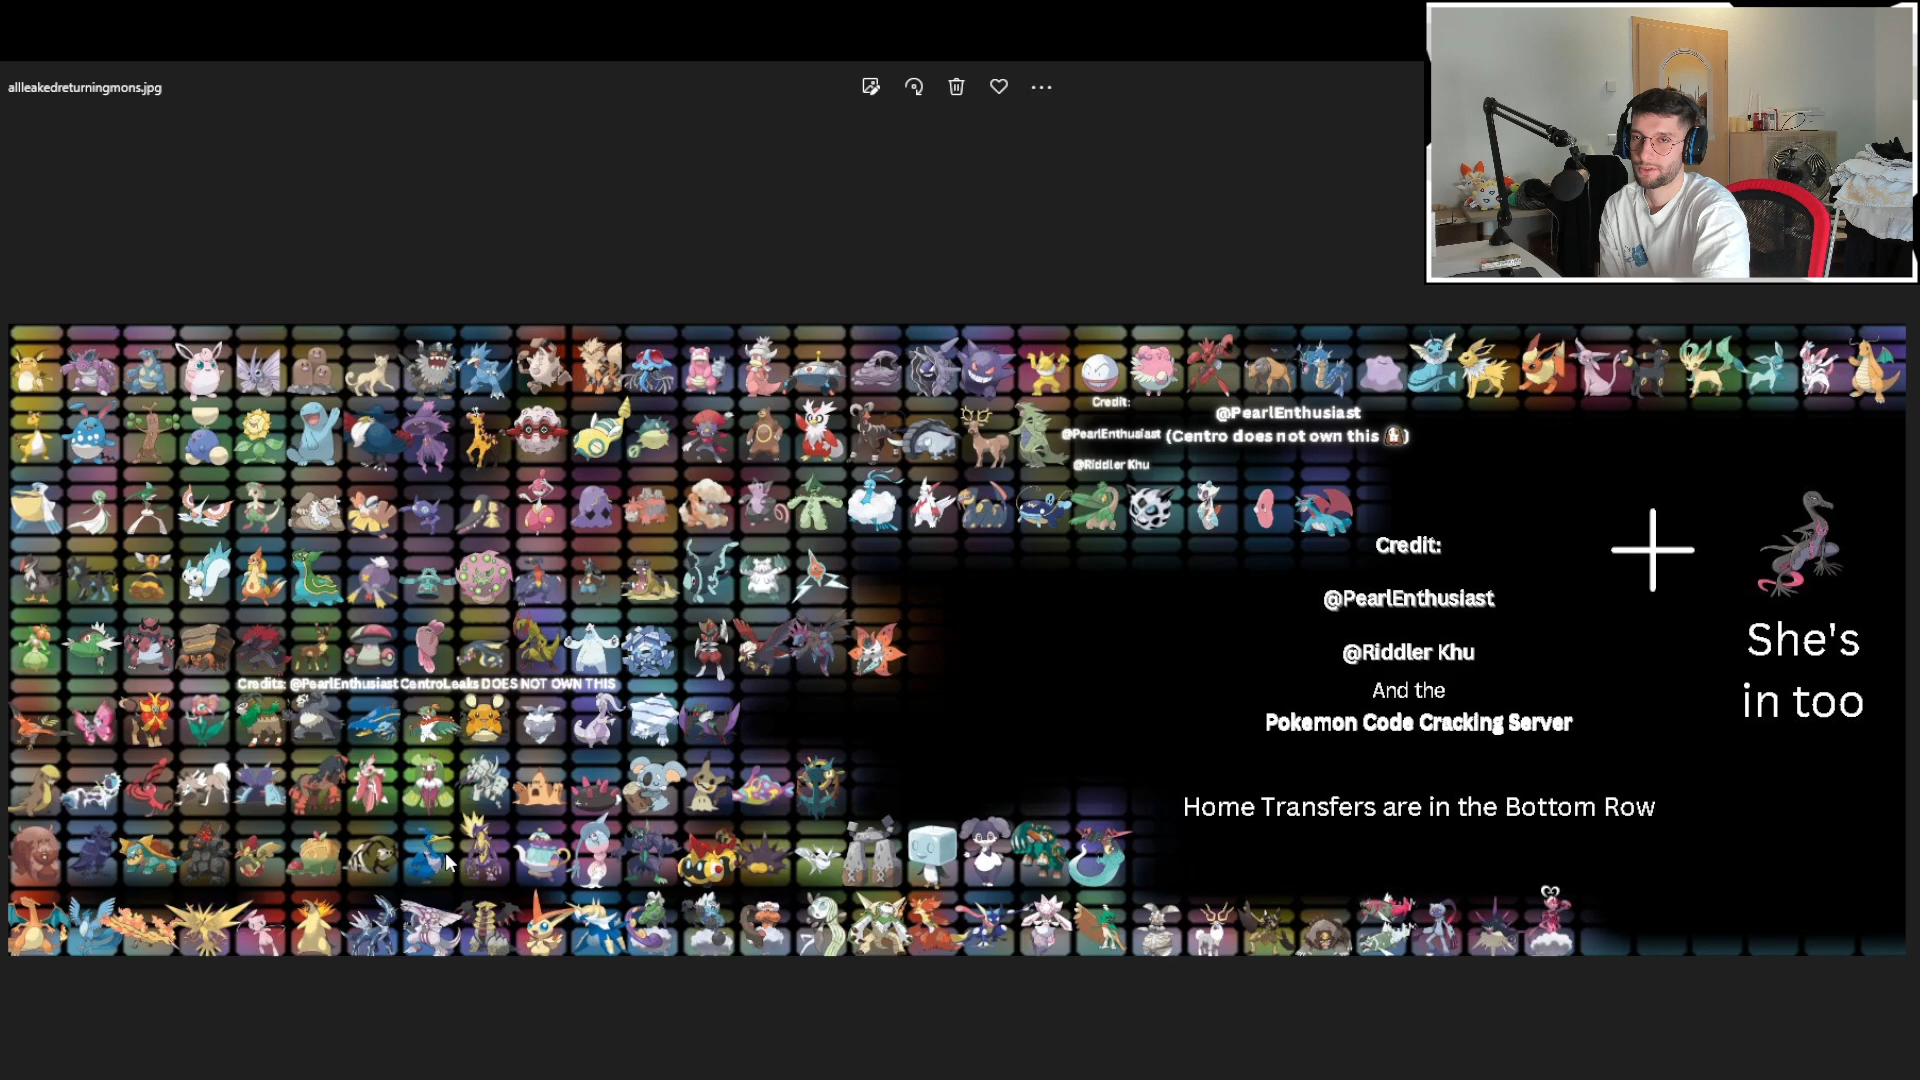 allleakedreturningmons.jpg
Credit:
@PearlEnthusiast
@PearlEnthusiast (Centro does not own this )
@Riddler Khu
Credit:
@PearlEnthusiast
@Riddler Khu
And the
Pokemon Code Cracking Server
She's
in too
Credits: @PearlEnthusiast CentroLeaks DOES NOT OWN THIS
Home Transfers are in the Bottom Row